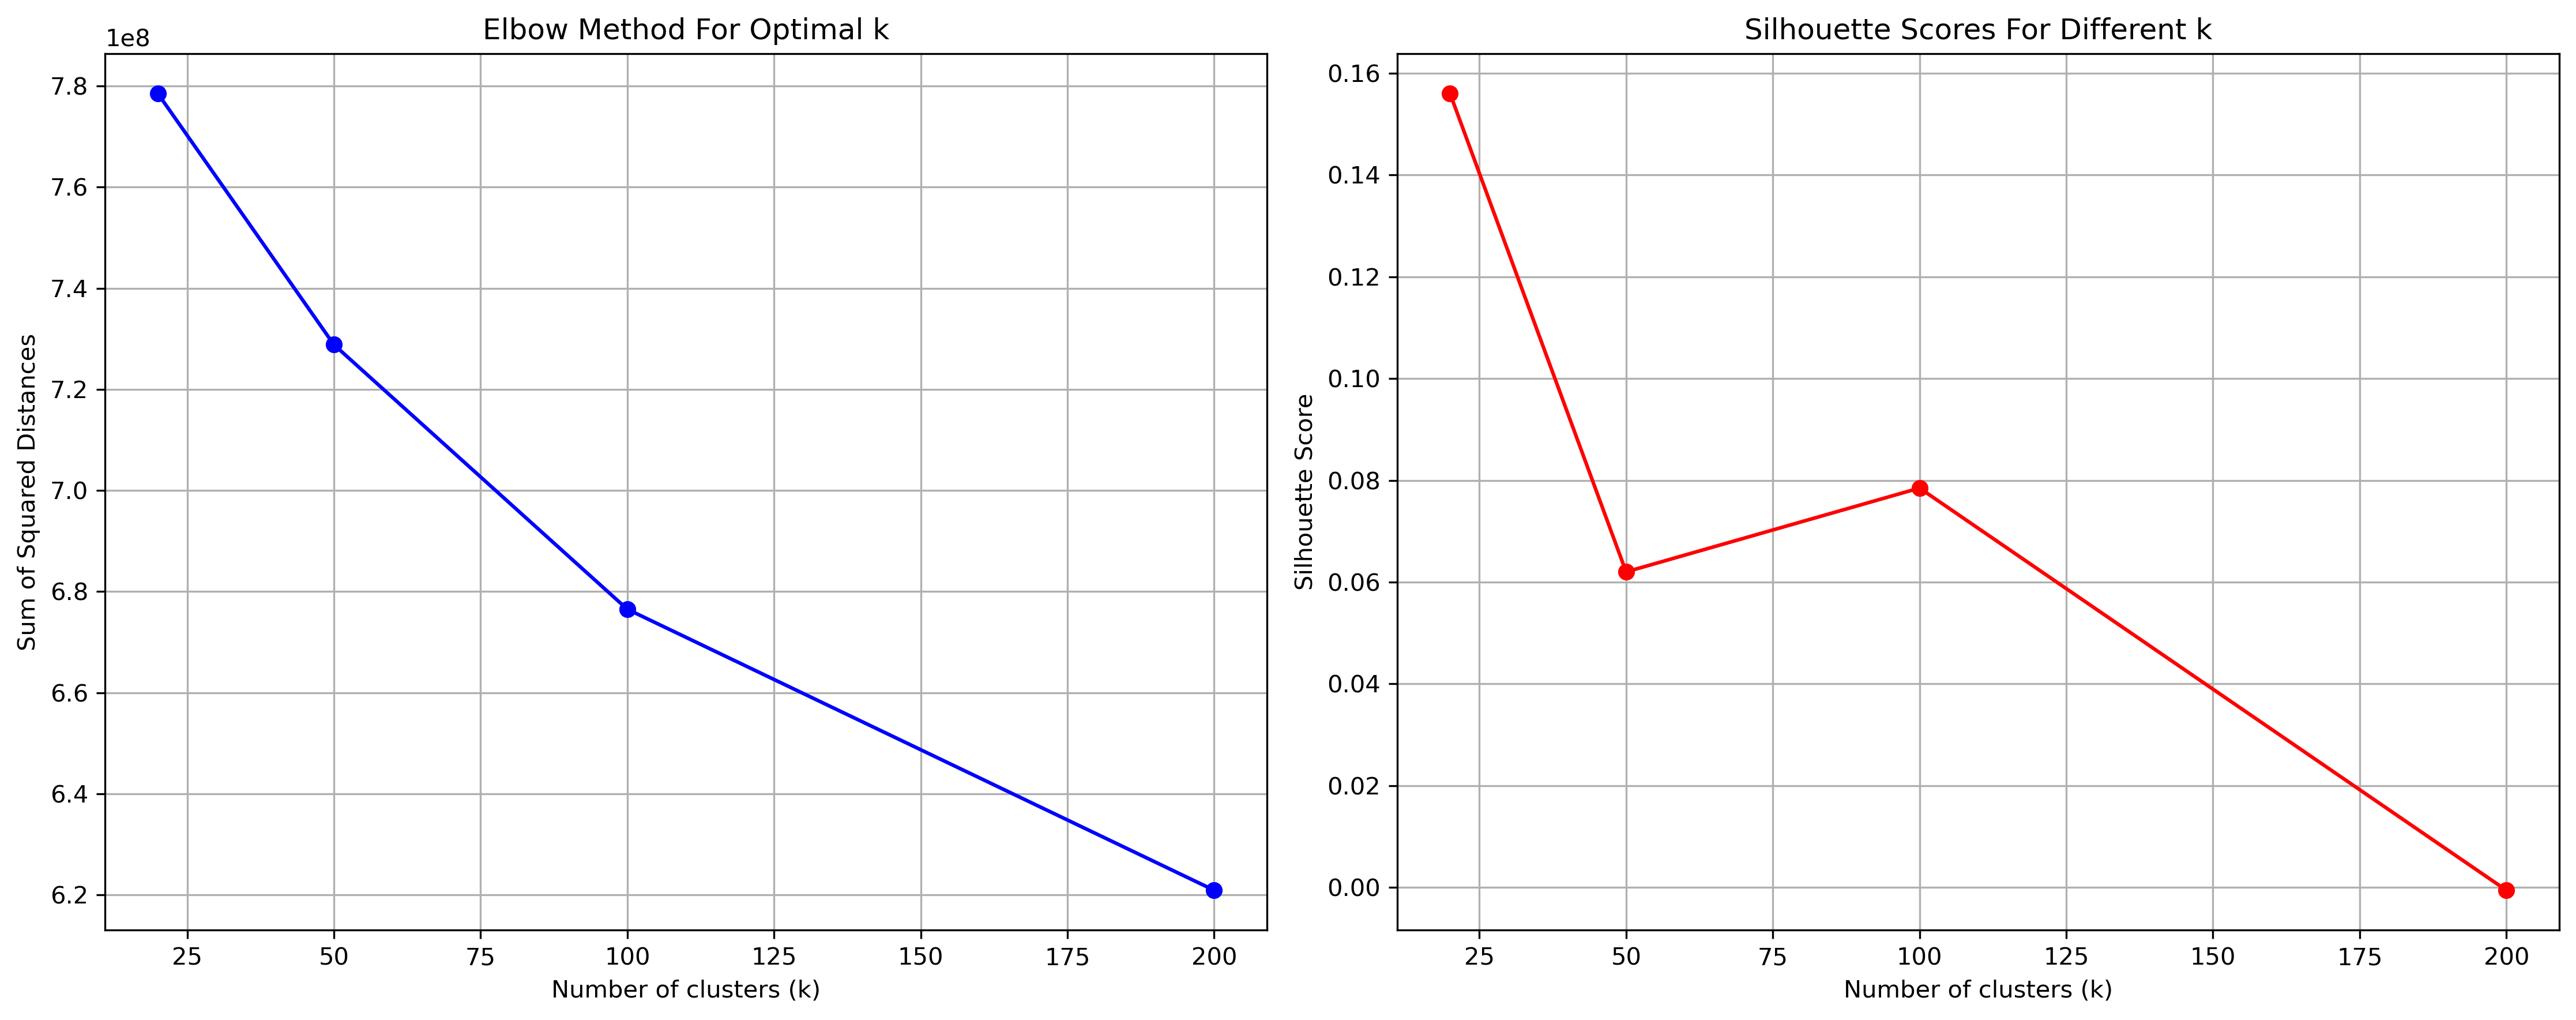 Elbow Method For Optimal k
1e8
7.8
7.6
7.4
7.2
7.0
6.8
6.6
6.4
6.2
Sum of Squared Distances
25 50 75 100 125 150 175 200
Number of clusters (k)
Silhouette Scores For Different k
0.16
0.14
0.12
0.10
0.08
0.06
0.04
0.02
0.00
Silhouette Score
25 50 75 100 125 150 175 200
Number of clusters (k)